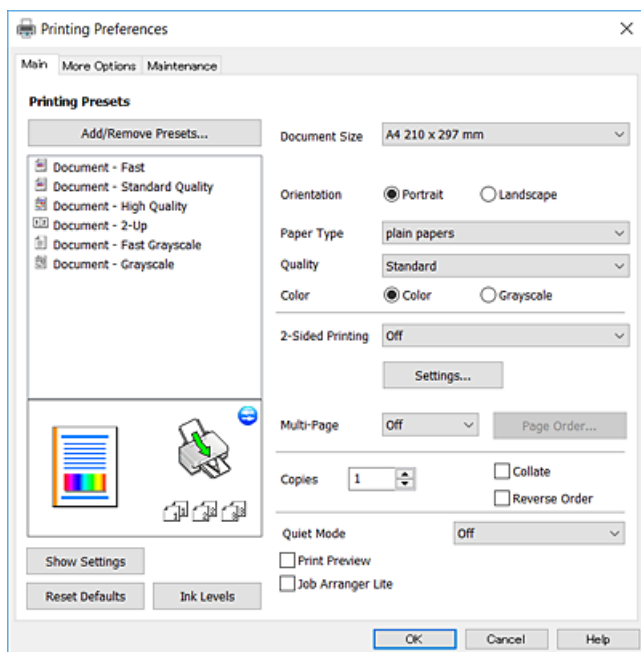 Printing Preferences
Main More Options Maintenance
Printing Presets
Add/Remove Presets...
Document - Fast
Document - Standard Quality
Document - High Quality
Document - 2-Up
Document - Fast Grayscale
Document - Grayscale
Show Settings
Reset Defaults Ink Levels
Document Size A4 210 x 297 mm
Orientation Portrait Landscape
Paper Type plain papers
Quality Standard
Color Color Grayscale
2-Sided Printing Off
Settings...
Multi-Page Off Page Order...
Copies 1 Collate
Reverse Order
Quiet Mode Off
Print Preview
Job Arranger Lite
OK Cancel Help